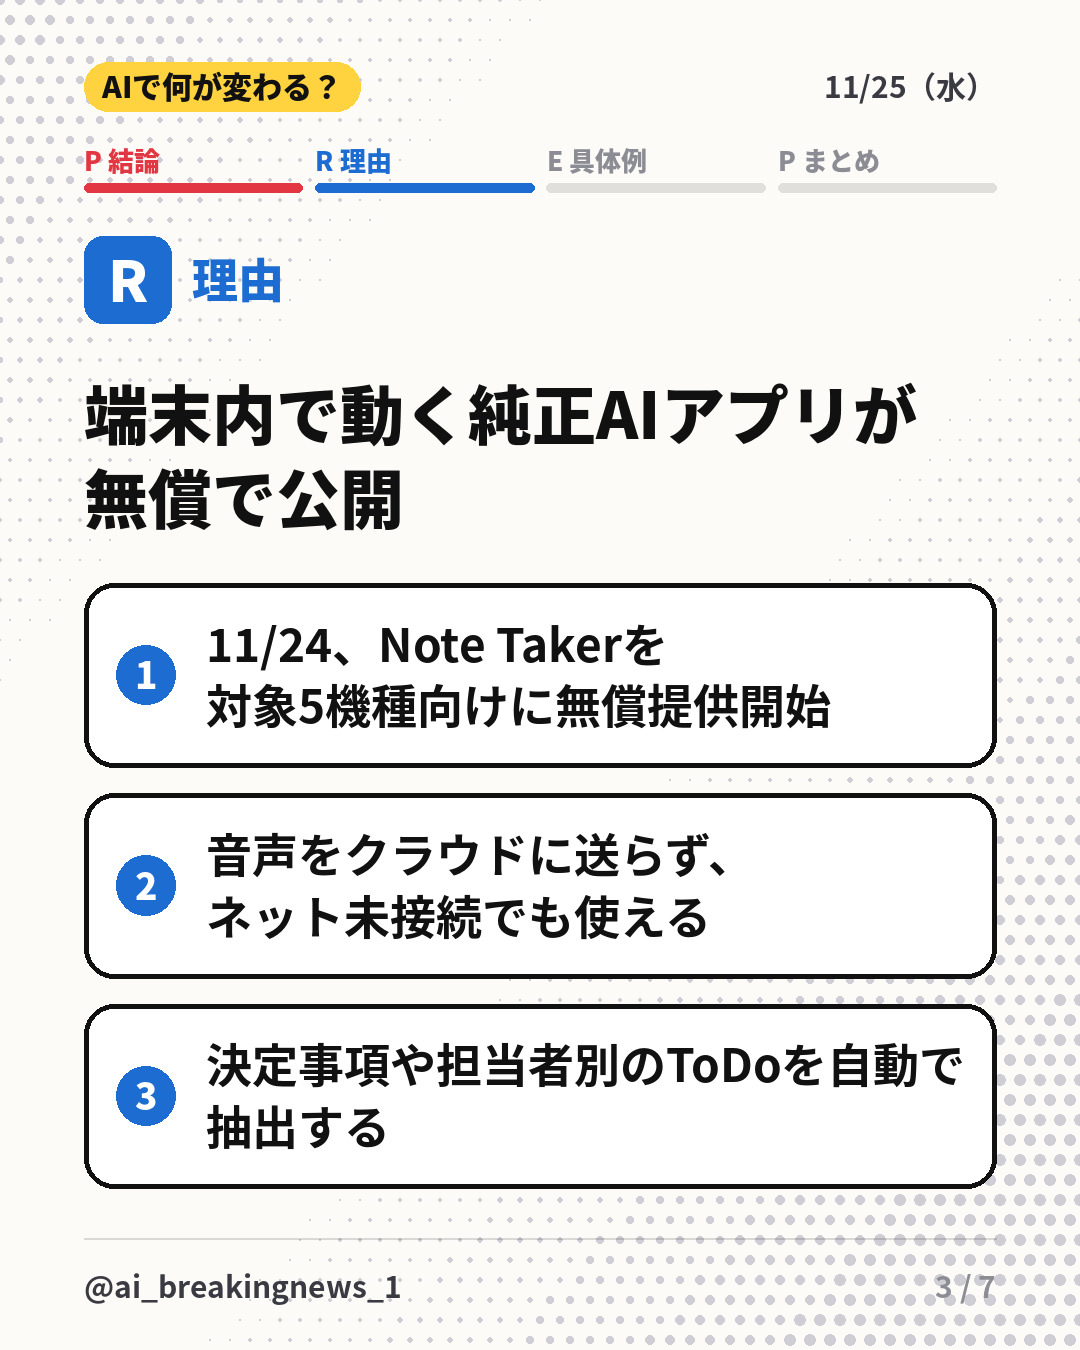 AIで何が変わる？
11/25（水）
P 結論
R 理由
E 具体例
P まとめ
R 理由
端末内で動く純正AIアプリが
無償で公開
1
11/24、Note Takerを
対象5機種向けに無償提供開始
2
音声をクラウドに送らず、
ネット未接続でも使える
3
決定事項や担当者別のToDoを自動で
抽出する
@ai_breakingnews_1
3 / 7